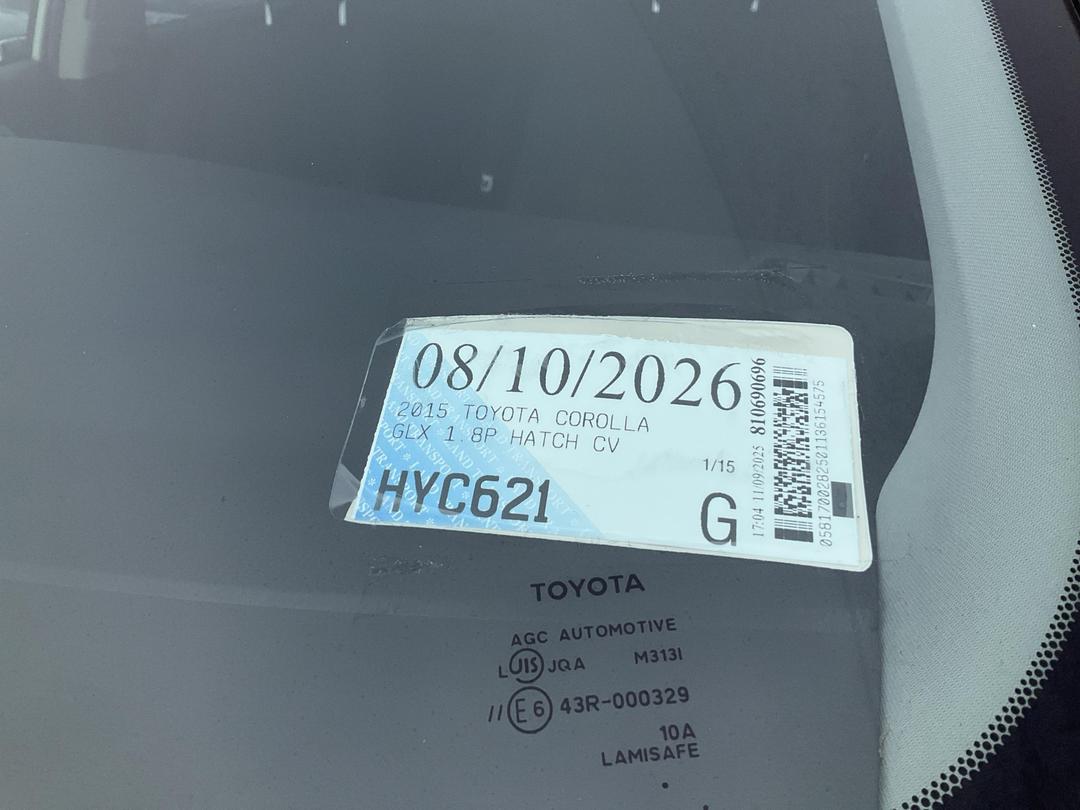 08/10/2026
2015 TOYOTA COROLLA
GLX 1.8P HATCH CV
1/15
HYC621
G
17:04 11/09/2025 810690696
0581700282501136154575
TOYOTA
AGC AUTOMOTIVE
L JIS JQA M313I
// E6 43R-000329
10A
LAMISAFE